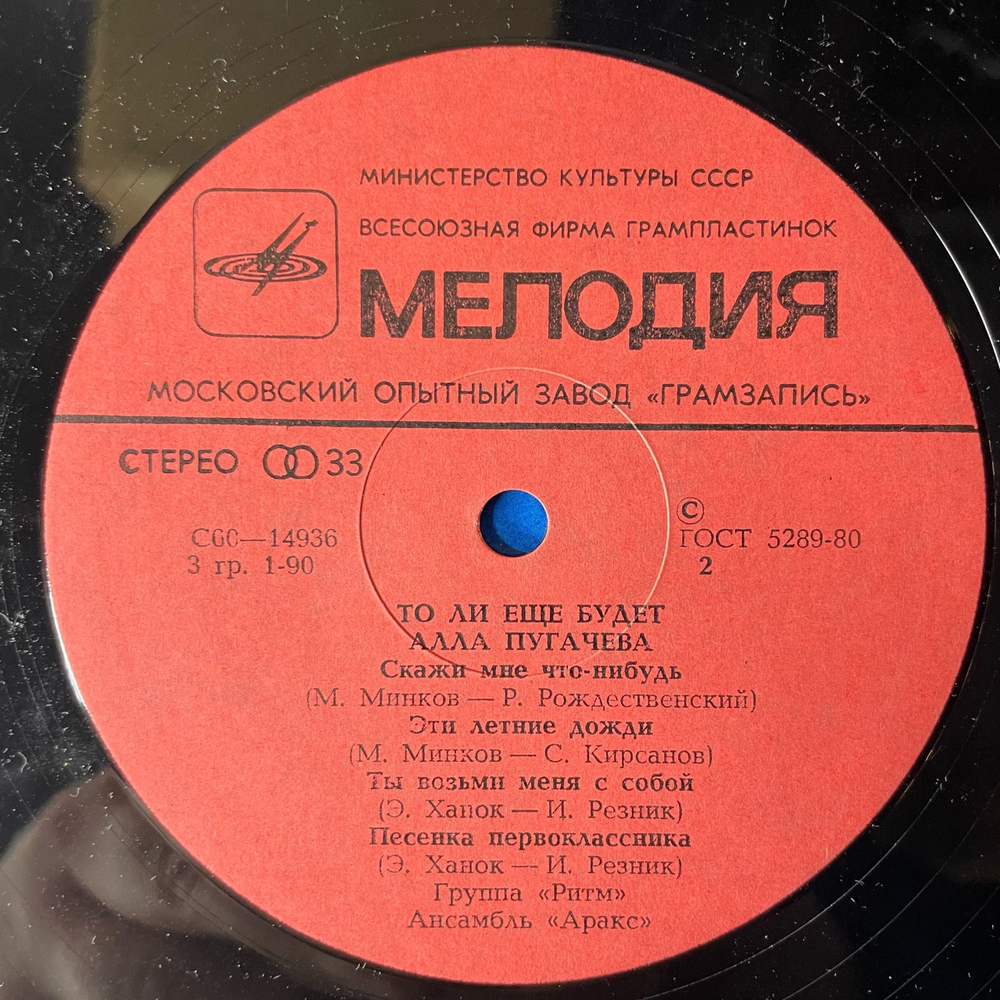 МИНИСТЕРСТВО КУЛЬТУРЫ СССР
ВСЕСОЮЗНАЯ ФИРМА ГРАМПЛАСТИНОК
МЕЛОДИЯ
МОСКОВСКИЙ ОПЫТНЫЙ ЗАВОД «ГРАМЗАПИСЬ»
СТЕРЕО 33
С60—14936
3 гр. 1-90
©
ГОСТ 5289-80
2
ТО ЛИ ЕЩЕ БУДЕТ
АЛЛА ПУГАЧЕВА
Скажи мне что-нибудь
(М. Минков — Р. Рождественский)
Эти летние дожди
(М. Минков — С. Кирсанов)
Ты возьми меня с собой
(Э. Ханок — И. Резник)
Песенка первоклассника
(Э. Ханок — И. Резник)
Группа «Ритм»
Ансамбль «Аракс»